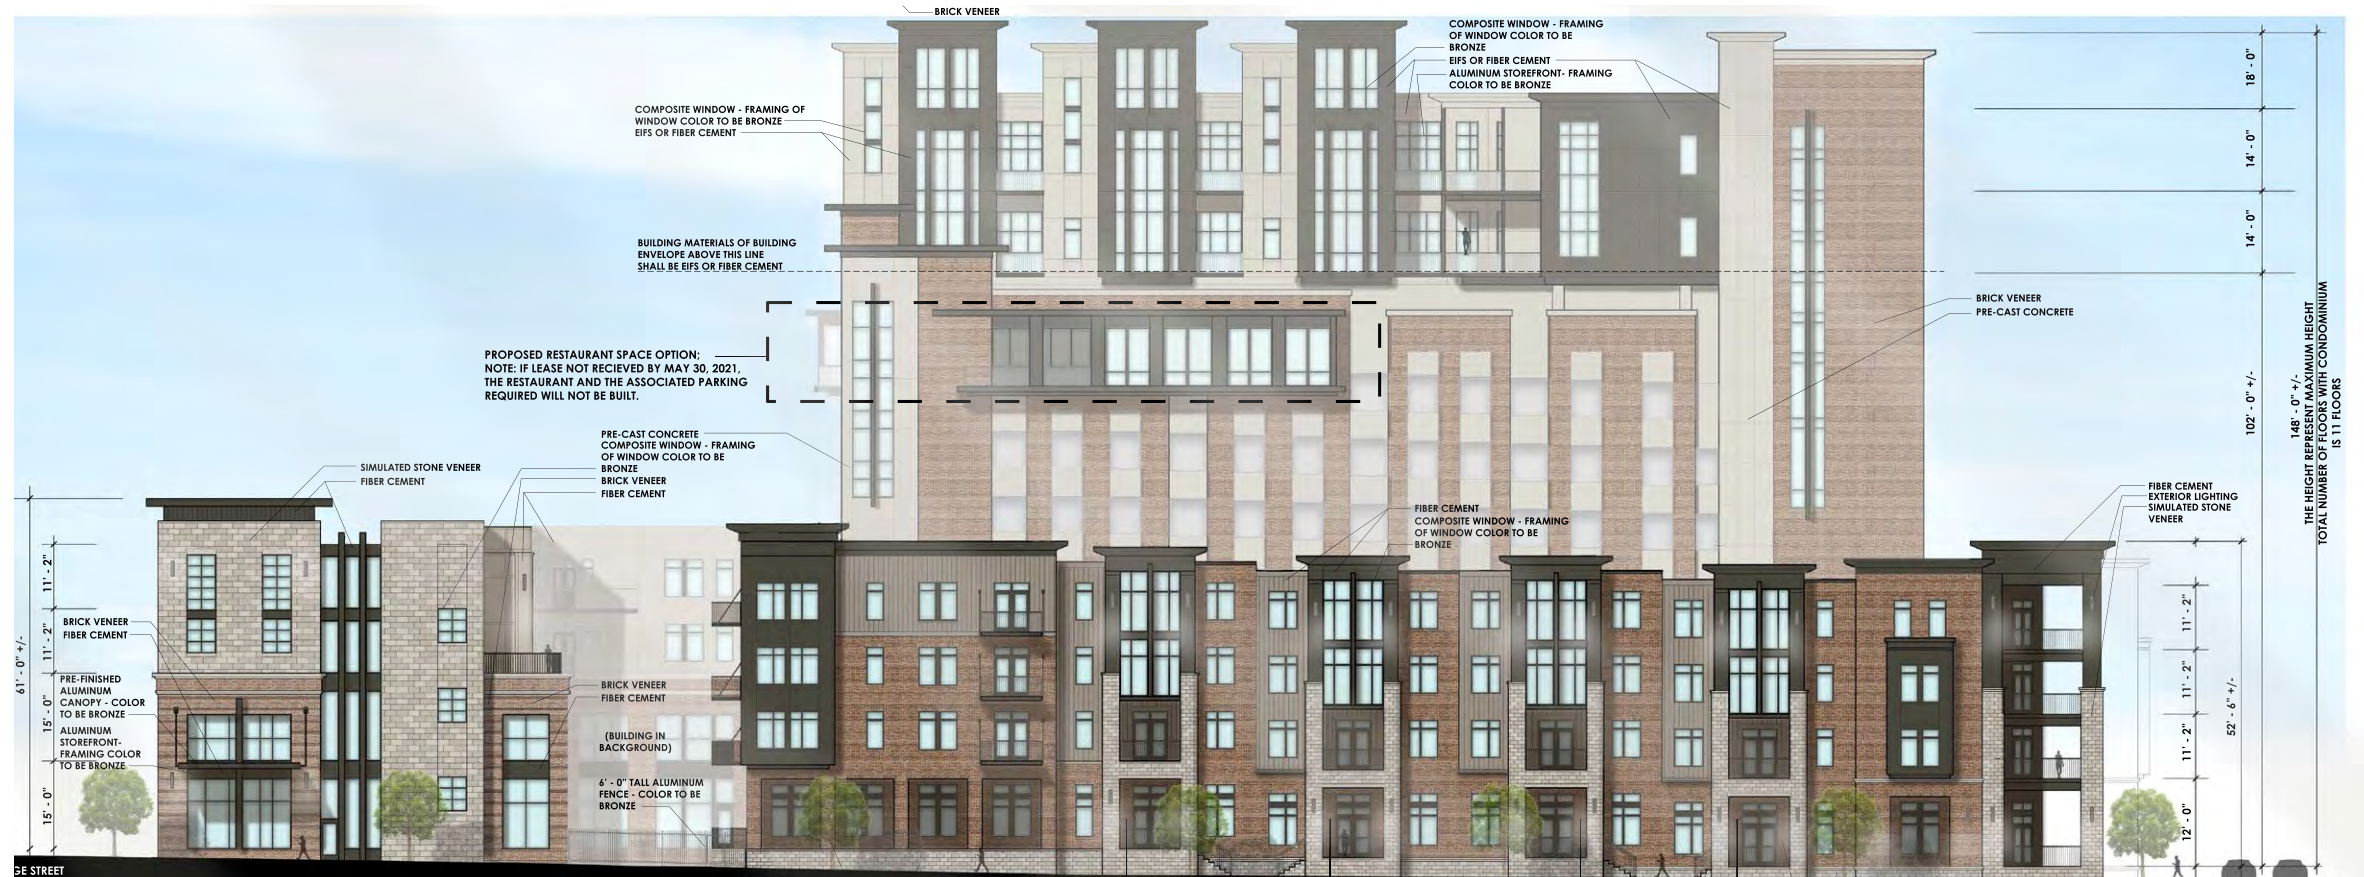 BRICK VENEER
COMPOSITE WINDOW - FRAMING
OF WINDOW COLOR TO BE
BRONZE
EIFS OR FIBER CEMENT
ALUMINUM STOREFRONT- FRAMING
COLOR TO BE BRONZE
COMPOSITE WINDOW - FRAMING OF
WINDOW COLOR TO BE BRONZE
EIFS OR FIBER CEMENT
BUILDING MATERIALS OF BUILDING
ENVELOPE ABOVE THIS LINE
SHALL BE EIFS OR FIBER CEMENT
PROPOSED RESTAURANT SPACE OPTION;
NOTE: IF LEASE NOT RECIEVED BY MAY 30, 2021,
THE RESTAURANT AND THE ASSOCIATED PARKING
REQUIRED WILL NOT BE BUILT.
PRE-CAST CONCRETE
COMPOSITE WINDOW - FRAMING
OF WINDOW COLOR TO BE
BRONZE
BRICK VENEER
FIBER CEMENT
SIMULATED STONE VENEER
FIBER CEMENT
BRICK VENEER
FIBER CEMENT
PRE-FINISHED
ALUMINUM
CANOPY - COLOR
TO BE BRONZE
ALUMINUM
STOREFRONT-
FRAMING COLOR
TO BE BRONZE
BRICK VENEER
FIBER CEMENT
(BUILDING IN
BACKGROUND)
6' - 0" TALL ALUMINUM
FENCE - COLOR TO BE
BRONZE
FIBER CEMENT
COMPOSITE WINDOW - FRAMING
OF WINDOW COLOR TO BE
BRONZE
BRICK VENEER
PRE-CAST CONCRETE
FIBER CEMENT
EXTERIOR LIGHTING
SIMULATED STONE
VENEER
61' - 0" +/-
11' - 2"
11' - 2"
15' - 0"
15' - 0"
18' - 0"
14' - 0"
14' - 0"
102' - 0" +/-
148' - 0" +/-
THE HEIGHT REPRESENT MAXIMUM HEIGHT
TOTAL NUMBER OF FLOORS WITH CONDOMINIUM
IS 11 FLOORS
11' - 2"
11' - 2"
11' - 2"
12' - 0"
52' - 6" +/-
GE STREET